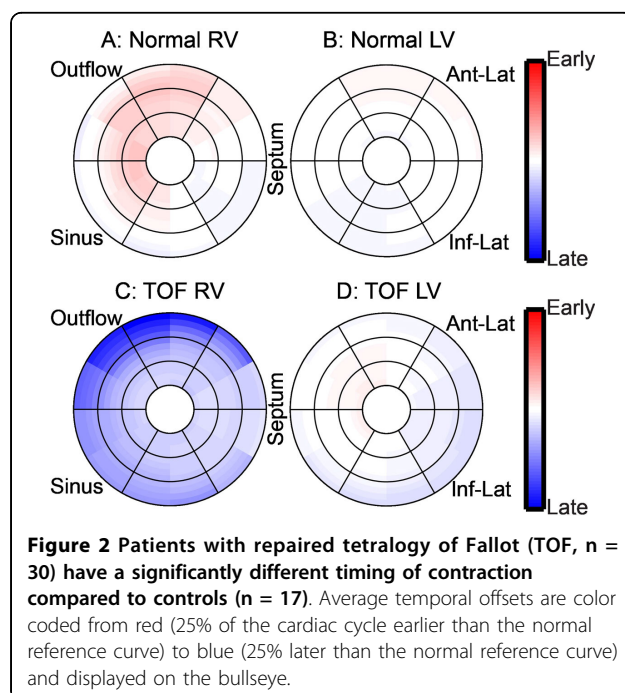 A: Normal RV
B: Normal LV
Outflow
Ant-Lat
Early
Septum
Sinus
Inf-Lat
Late
C: TOF RV
D: TOF LV
Outflow
Ant-Lat
Early
Septum
Sinus
Inf-Lat
Late
Figure 2 Patients with repaired tetralogy of Fallot (TOF, n =
30) have a significantly different timing of contraction
compared to controls (n = 17). Average temporal offsets are color
coded from red (25% of the cardiac cycle earlier than the normal
reference curve) to blue (25% later than the normal reference curve)
and displayed on the bullseye.